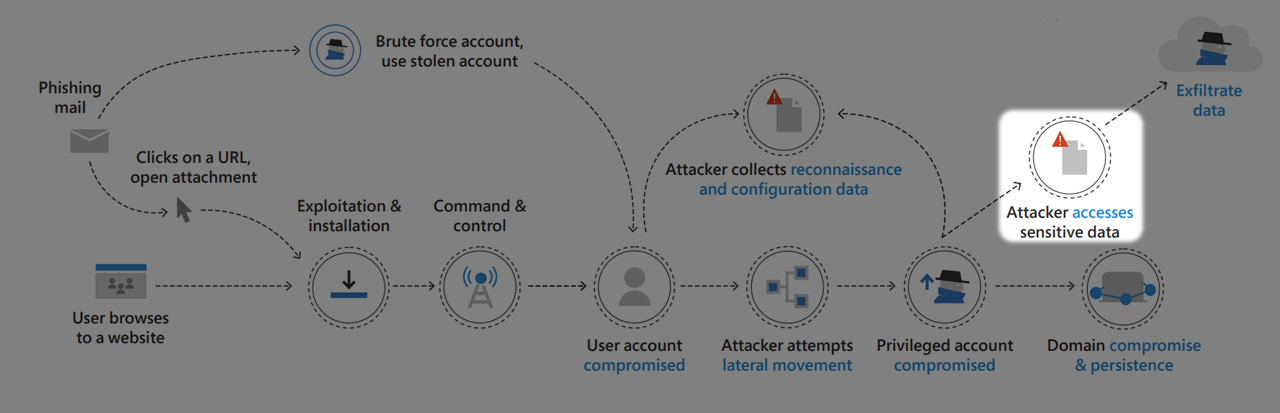 Brute force account,
use stolen account
Phishing
mail
Clicks on a URL,
open attachment
Exploitation &
installation
Command &
control
User browses
to a website
Attacker collects reconnaissance
and configuration data
User account
compromised
Attacker attempts
lateral movement
Privileged account
compromised
Attacker accesses
sensitive data
Exfiltrate
data
Domain compromise
& persistence